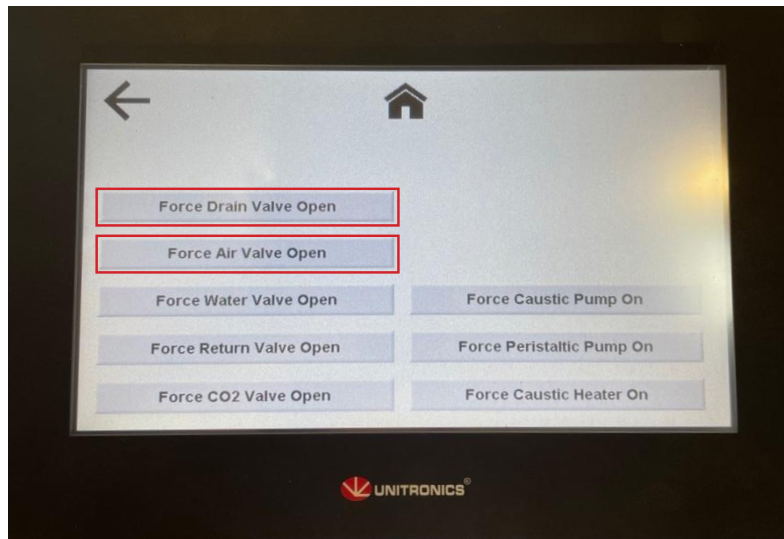 Force Drain Valve Open
Force Air Valve Open
Force Water Valve Open
Force Caustic Pump On
Force Return Valve Open
Force Peristaltic Pump On
Force CO2 Valve Open
Force Caustic Heater On
UNITRONICS®